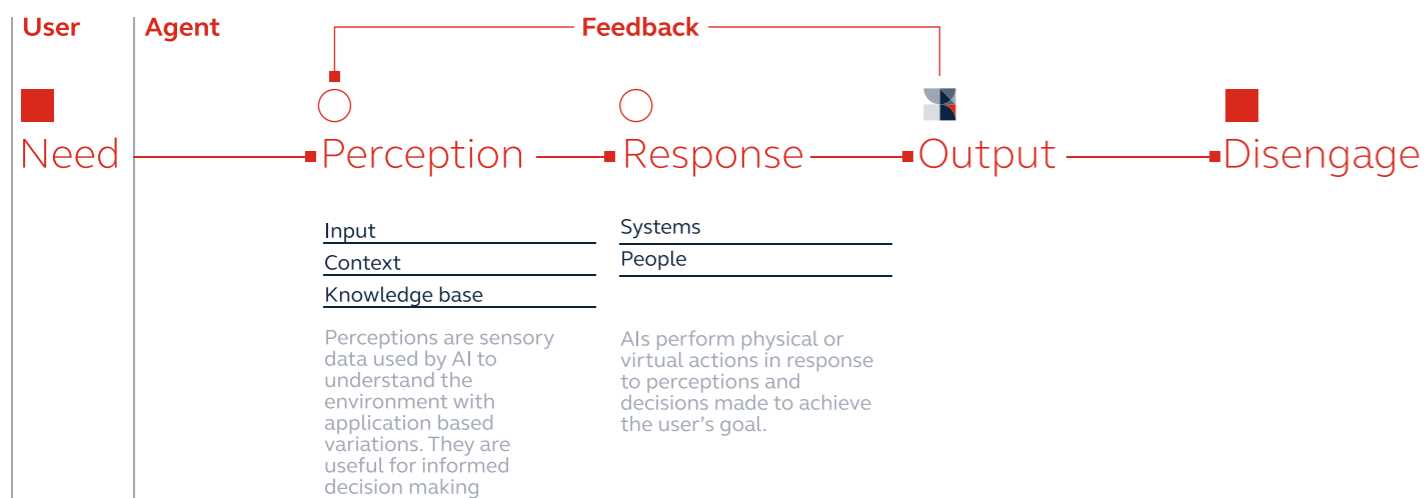 User
Agent
Feedback
Need
Perception
Response
Output
Disengage
Input
Context
Knowledge base
Perceptions are sensory
data used by AI to
understand the
environment with
application based
variations. They are
useful for informed
decision making
Systems
People
AIs perform physical or
virtual actions in response
to perceptions and
decisions made to achieve
the user's goal.